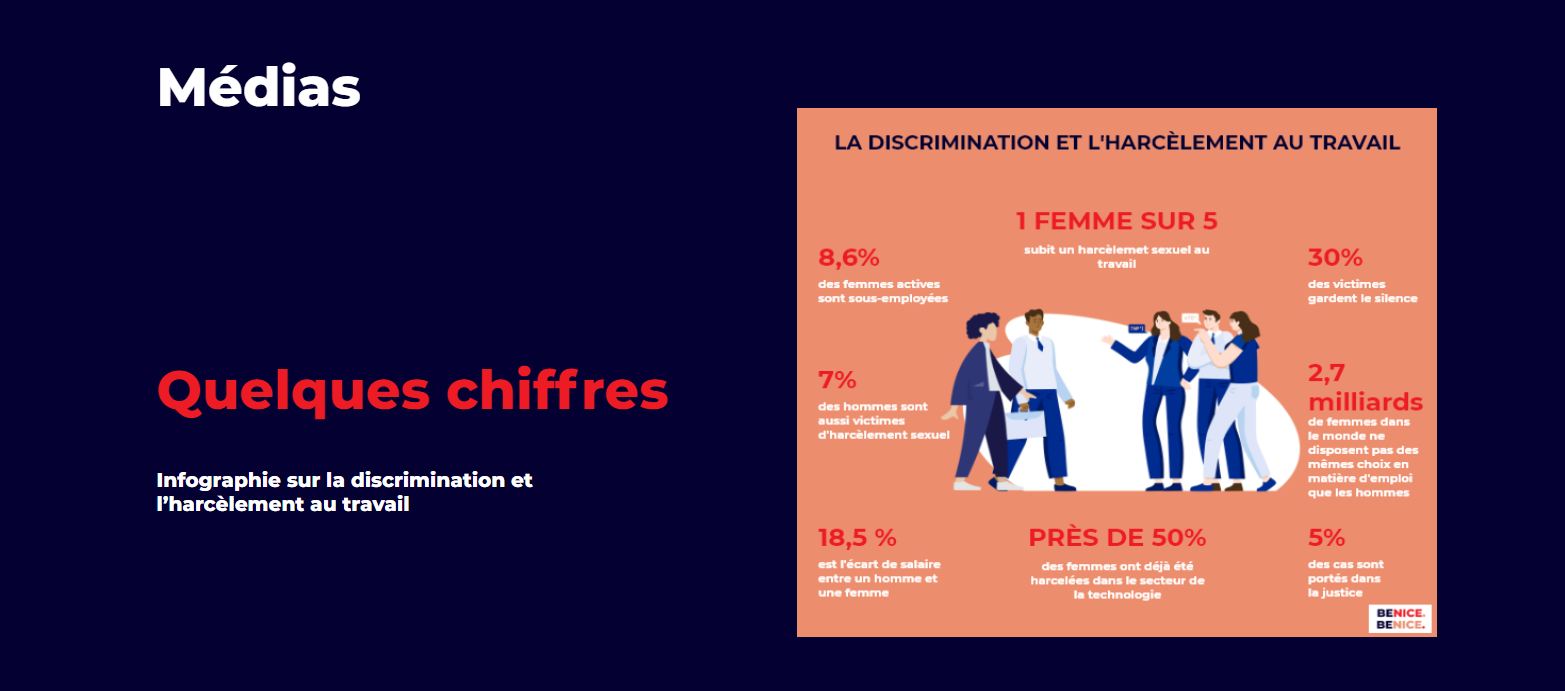 Médias
Quelques chiffres
Infographie sur la discrimination et
l'harcèlement au travail
LA DISCRIMINATION ET L'HARCÈLEMENT AU TRAVAIL
1 FEMME SUR 5
subit un harcèlemet sexuel au
travail
8,6%
des femmes actives
sont sous-employées
30%
des victimes
gardent le silence
7%
des hommes sont
aussi victimes
d'harcèlement sexuel
2,7
milliards
de femmes dans
le monde ne
disposent pas des
mêmes choix en
matière d'emploi
que les hommes
18,5 %
est l'écart de salaire
entre un homme et
une femme
PRÈS DE 50%
des femmes ont déjà été
harcelées dans le secteur de
la technologie
5%
des cas sont
portés dans
la justice
BENICE.
BENICE.